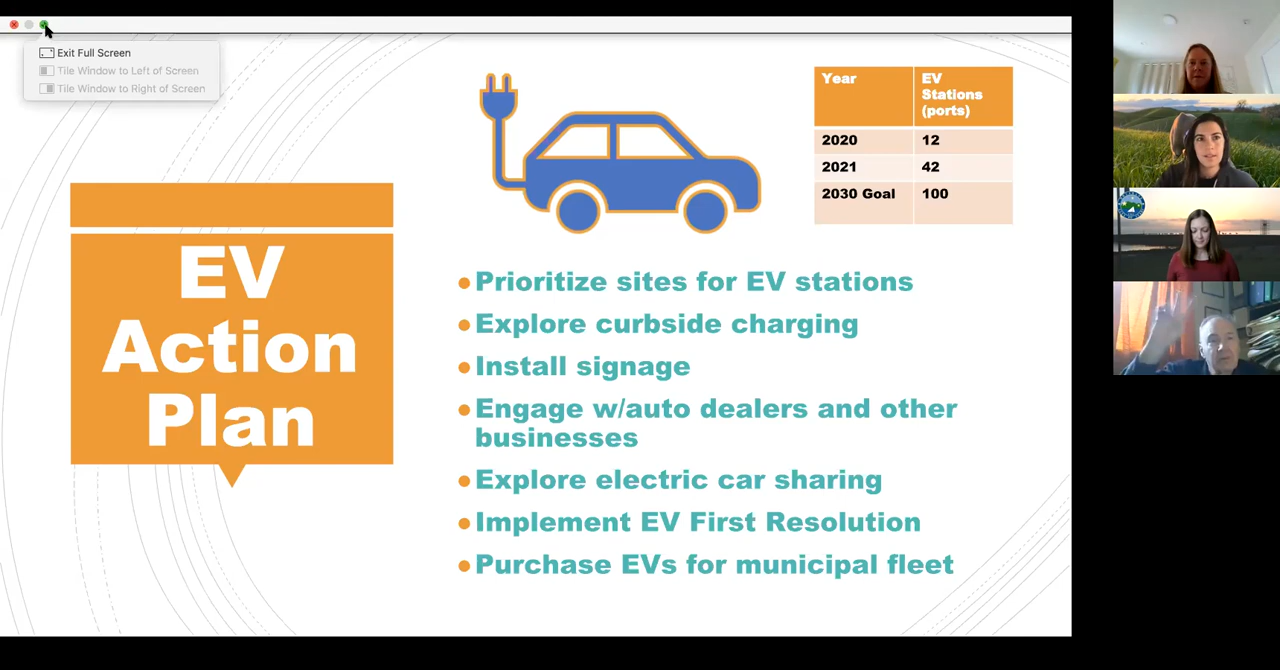 Exit Full Screen
Tile Window to Left of Screen
Tile Window to Right of Screen
EV
Action
Plan
Year EV
Stations
(ports)
2020 12
2021 42
2030 Goal 100
Prioritize sites for EV stations
Explore curbside charging
Install signage
Engage w/auto dealers and other
businesses
Explore electric car sharing
Implement EV First Resolution
Purchase EVs for municipal fleet